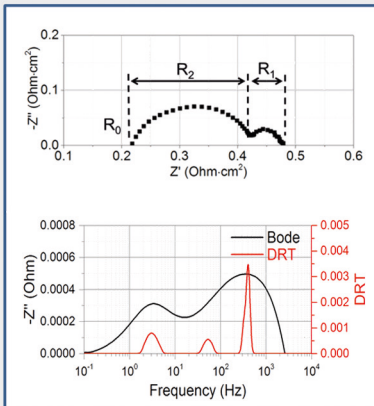 0.2
0.1
0.0
-Z" (Ohm·cm²)
R₀
R₂
R₁
0.1 0.2 0.3 0.4 0.5 0.6
Z' (Ohm·cm²)
0.0008
0.0006
0.0004
0.0002
0.0000
-Z" (Ohm)
Bode
DRT
0.005
0.004
0.003
0.002
0.001
0.000
DRT
10⁻¹ 10⁰ 10¹ 10² 10³ 10⁴
Frequency (Hz)